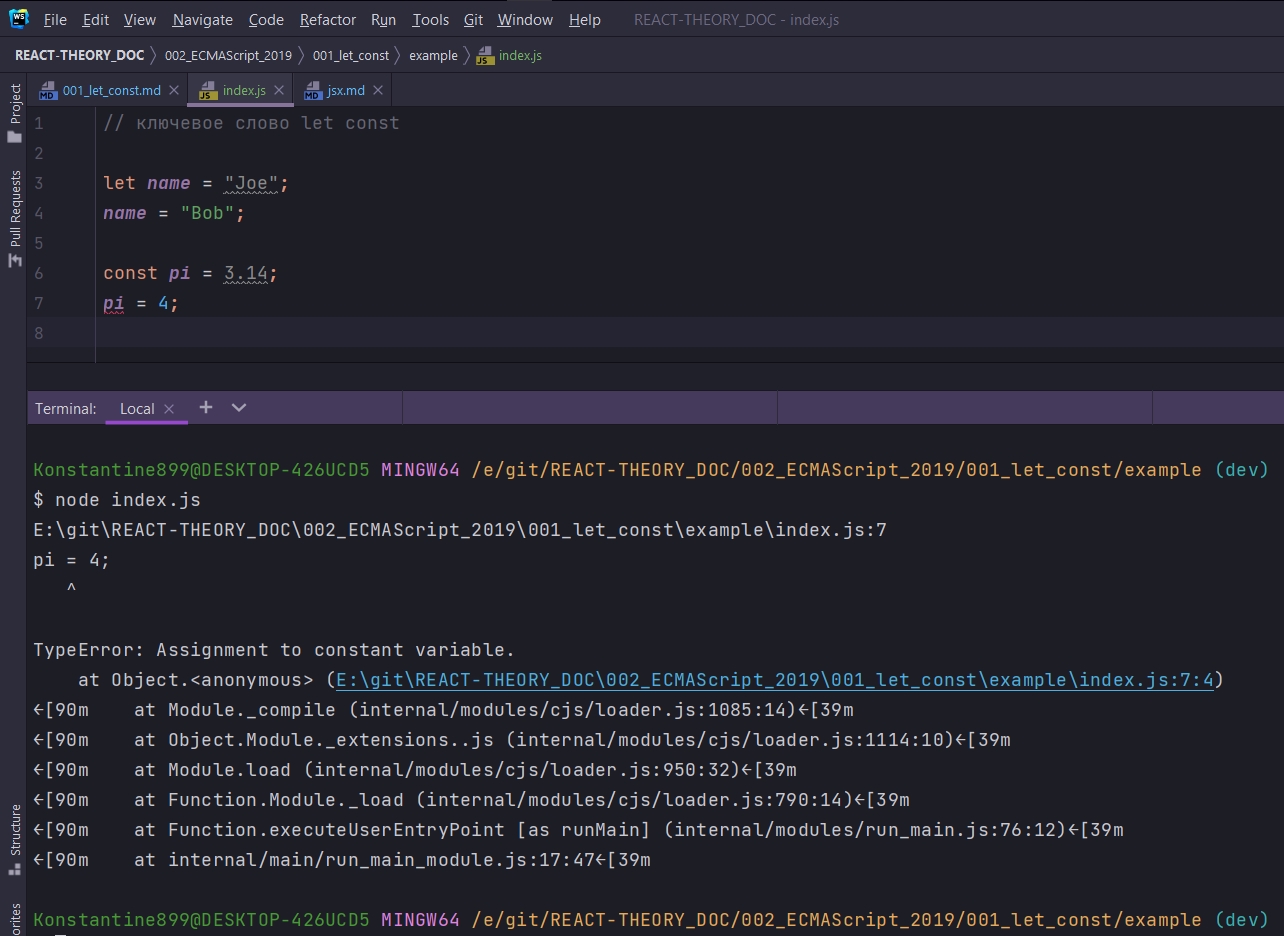 WS File Edit View Navigate Code Refactor Run Tools Git Window Help REACT-THEORY_DOC - index.js
REACT-THEORY_DOC 002_ECMAScript_2019 001_let_const example JS index.js
MD 001_let_const.md JS index.js MD jsx.md
Project
Pull Requests
Structure
1 // ключевое слово let const
2
3 let name = "Joe";
4 name = "Bob";
5
6 const pi = 3.14;
7 pi = 4;
8
Terminal: Local
Konstantine899@DESKTOP-426UCD5 MINGW64 /e/git/REACT-THEORY_DOC/002_ECMAScript_2019/001_let_const/example (dev)
$ node index.js
E:\git\REACT-THEORY_DOC\002_ECMAScript_2019\001_let_const\example\index.js:7
pi = 4;
^
TypeError: Assignment to constant variable.
at Object.<anonymous> (E:\git\REACT-THEORY_DOC\002_ECMAScript_2019\001_let_const\example\index.js:7:4)
←[90m    at Module._compile (internal/modules/cjs/loader.js:1085:14)←[39m
←[90m    at Object.Module._extensions..js (internal/modules/cjs/loader.js:1114:10)←[39m
←[90m    at Module.load (internal/modules/cjs/loader.js:950:32)←[39m
←[90m    at Function.Module._load (internal/modules/cjs/loader.js:790:14)←[39m
←[90m    at Function.executeUserEntryPoint [as runMain] (internal/modules/run_main.js:76:12)←[39m
←[90m    at internal/main/run_main_module.js:17:47←[39m
Konstantine899@DESKTOP-426UCD5 MINGW64 /e/git/REACT-THEORY_DOC/002_ECMAScript_2019/001_let_const/example (dev)